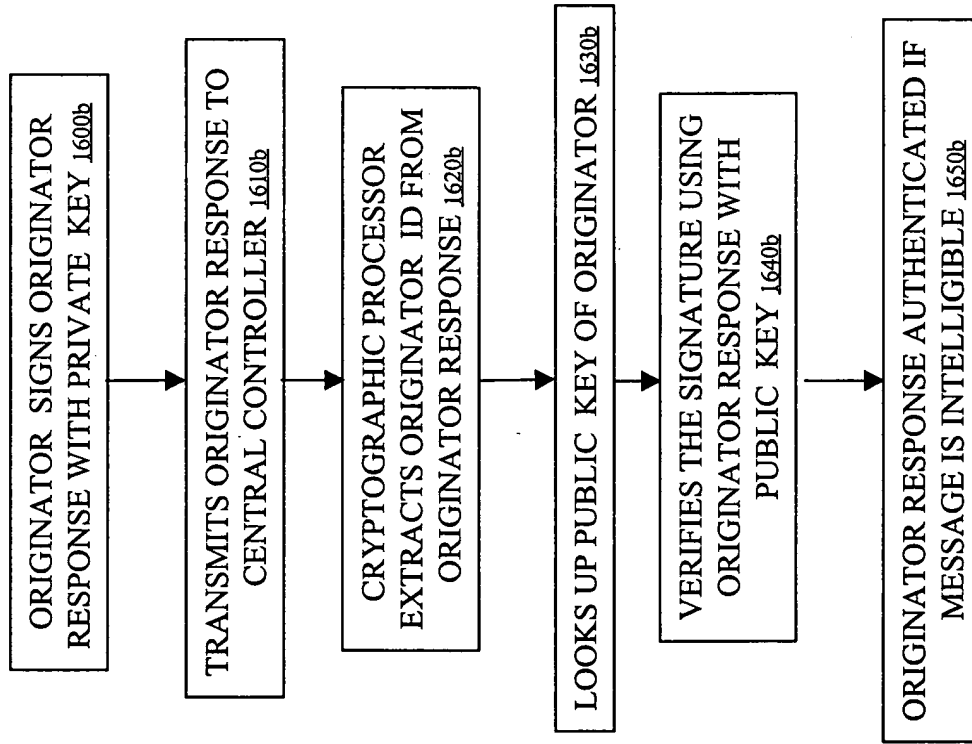 ORIGINATOR SIGNS ORIGINATOR
RESPONSE WITH PRIVATE KEY 1600b
TRANSMITS ORIGINATOR RESPONSE TO
CENTRAL CONTROLLER 1610b
CRYPTOGRAPHIC PROCESSOR
EXTRACTS ORIGINATOR ID FROM
ORIGINATOR RESPONSE 1620b
LOOKS UP PUBLIC KEY OF ORIGINATOR 1630b
VERIFIES THE SIGNATURE USING
ORIGINATOR RESPONSE WITH
PUBLIC KEY 1640b
ORIGINATOR RESPONSE AUTHENTICATED IF
MESSAGE IS INTELLIGIBLE 1650b